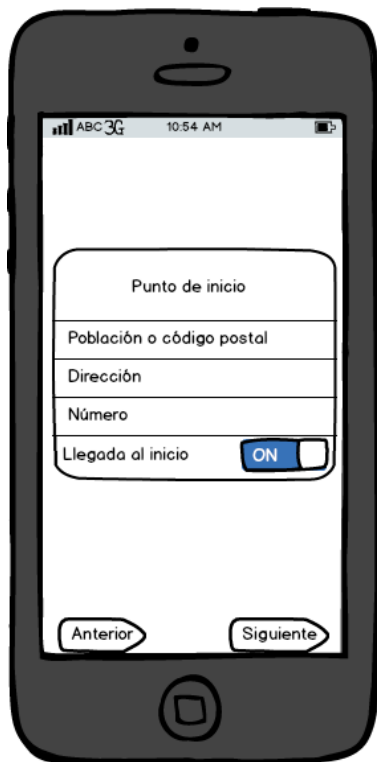 ABC 3G 10:54 AM
Punto de inicio
Población o código postal
Dirección
Número
Llegada al inicio ON
Anterior Siguiente